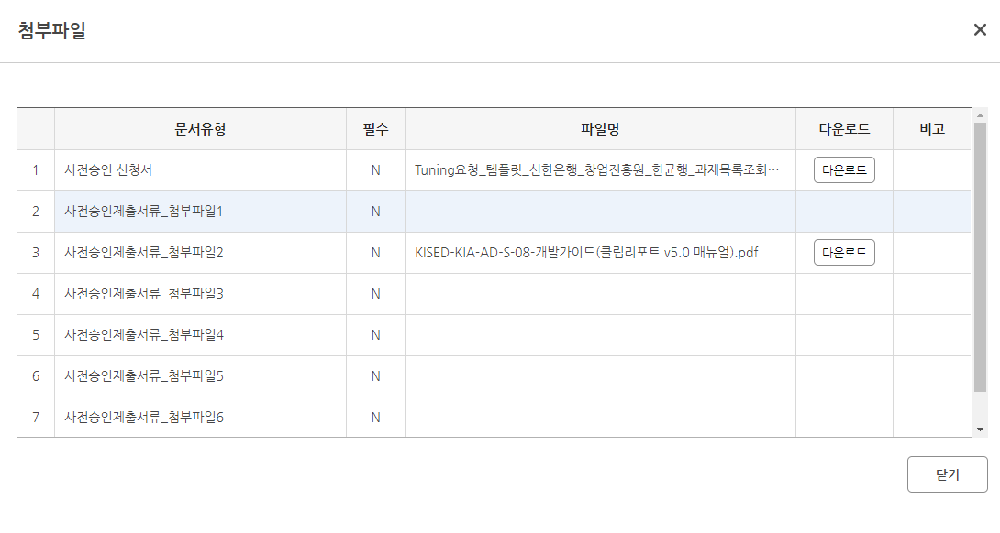 첨부파일
문서유형 필수 파일명 다운로드 비고
1 사전승인 신청서 N Tuning요청_템플릿_신한은행_창업진흥원_한균행_과제목록조회… 다운로드
2 사전승인제출서류_첨부파일1 N
3 사전승인제출서류_첨부파일2 N KISED-KIA-AD-S-08-개발가이드(클립리포트 v5.0 매뉴얼).pdf 다운로드
4 사전승인제출서류_첨부파일3 N
5 사전승인제출서류_첨부파일4 N
6 사전승인제출서류_첨부파일5 N
7 사전승인제출서류_첨부파일6 N
닫기